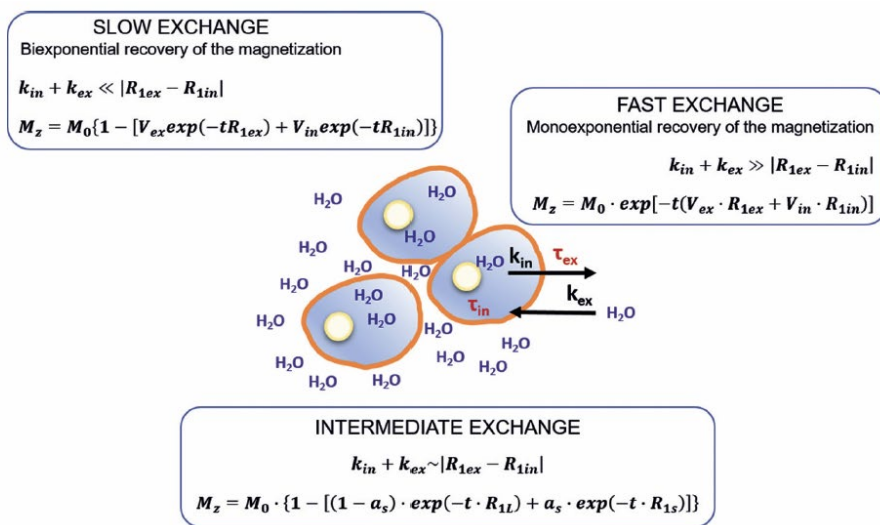 SLOW EXCHANGE
Biexponential recovery of the magnetization
k_in + k_ex ≪ |R_1ex − R_1in|
M_z = M_0{1 − [V_ex exp(−tR_1ex) + V_in exp(−tR_1in)]}
FAST EXCHANGE
Monoexponential recovery of the magnetization
k_in + k_ex ≫ |R_1ex − R_1in|
M_z = M_0 · exp[−t(V_ex · R_1ex + V_in · R_1in)]
H₂O
H₂O
H₂O
H₂O
H₂O
H₂O
H₂O
H₂O
H₂O k_in τ_ex
H₂O
H₂O
τ_in k_ex
H₂O
H₂O
H₂O
H₂O
H₂O
H₂O
H₂O
H₂O
H₂O
H₂O
INTERMEDIATE EXCHANGE
k_in + k_ex~|R_1ex − R_1in|
M_z = M_0 · {1 − [(1 − a_s) · exp(−t · R_1L) + a_s · exp(−t · R_1s)]}